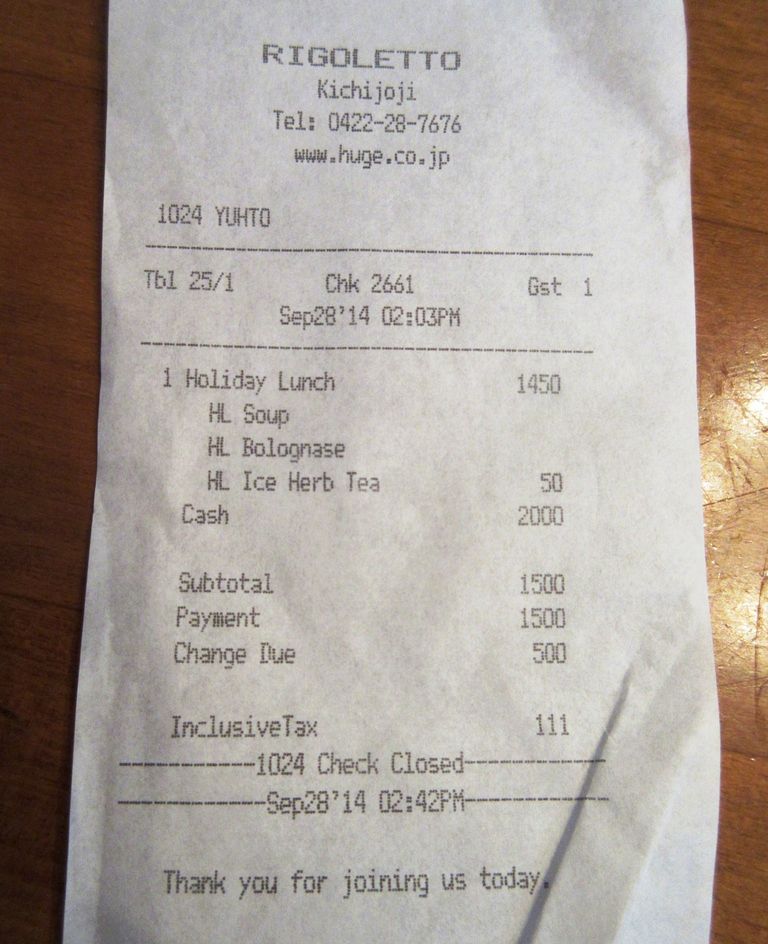 RIGOLETTO
Kichijoji
Tel: 0422-28-7676
www.huge.co.jp
1024 YUHTO
Tbl 25/1 Chk 2661 Gst 1
Sep28'14 02:03PM
1 Holiday Lunch 1450
HL Soup
HL Bolognase
HL Ice Herb Tea 50
Cash 2000
Subtotal 1500
Payment 1500
Change Due 500
InclusiveTax 111
-----------1024 Check Closed-----------
------------Sep28'14 02:42PM------------
Thank you for joining us today.